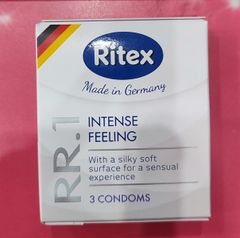 Ritex
Made in Germany
RR.1
INTENSE
FEELING
With a silky soft
surface for a sensual
experience
3 CONDOMS